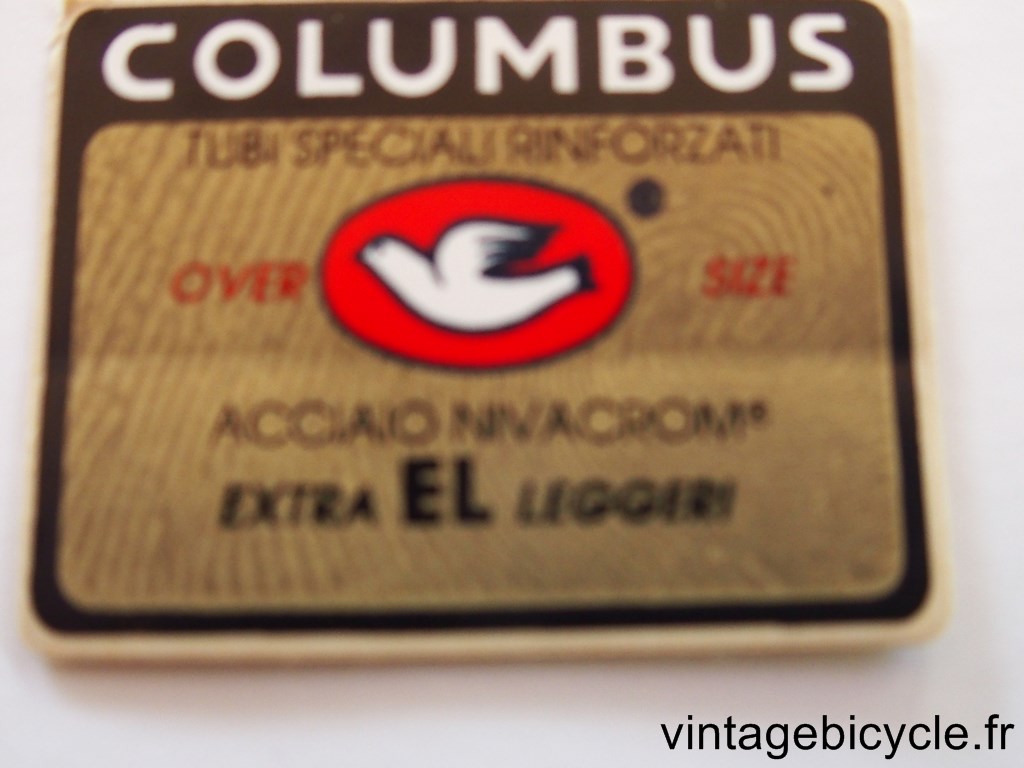 COLUMBUS
TUBI SPECIALI RINFORZATI
OVER SIZE
ACCIAIO NIVACROM®
EXTRA EL LEGGERI
vintagebicycle.fr